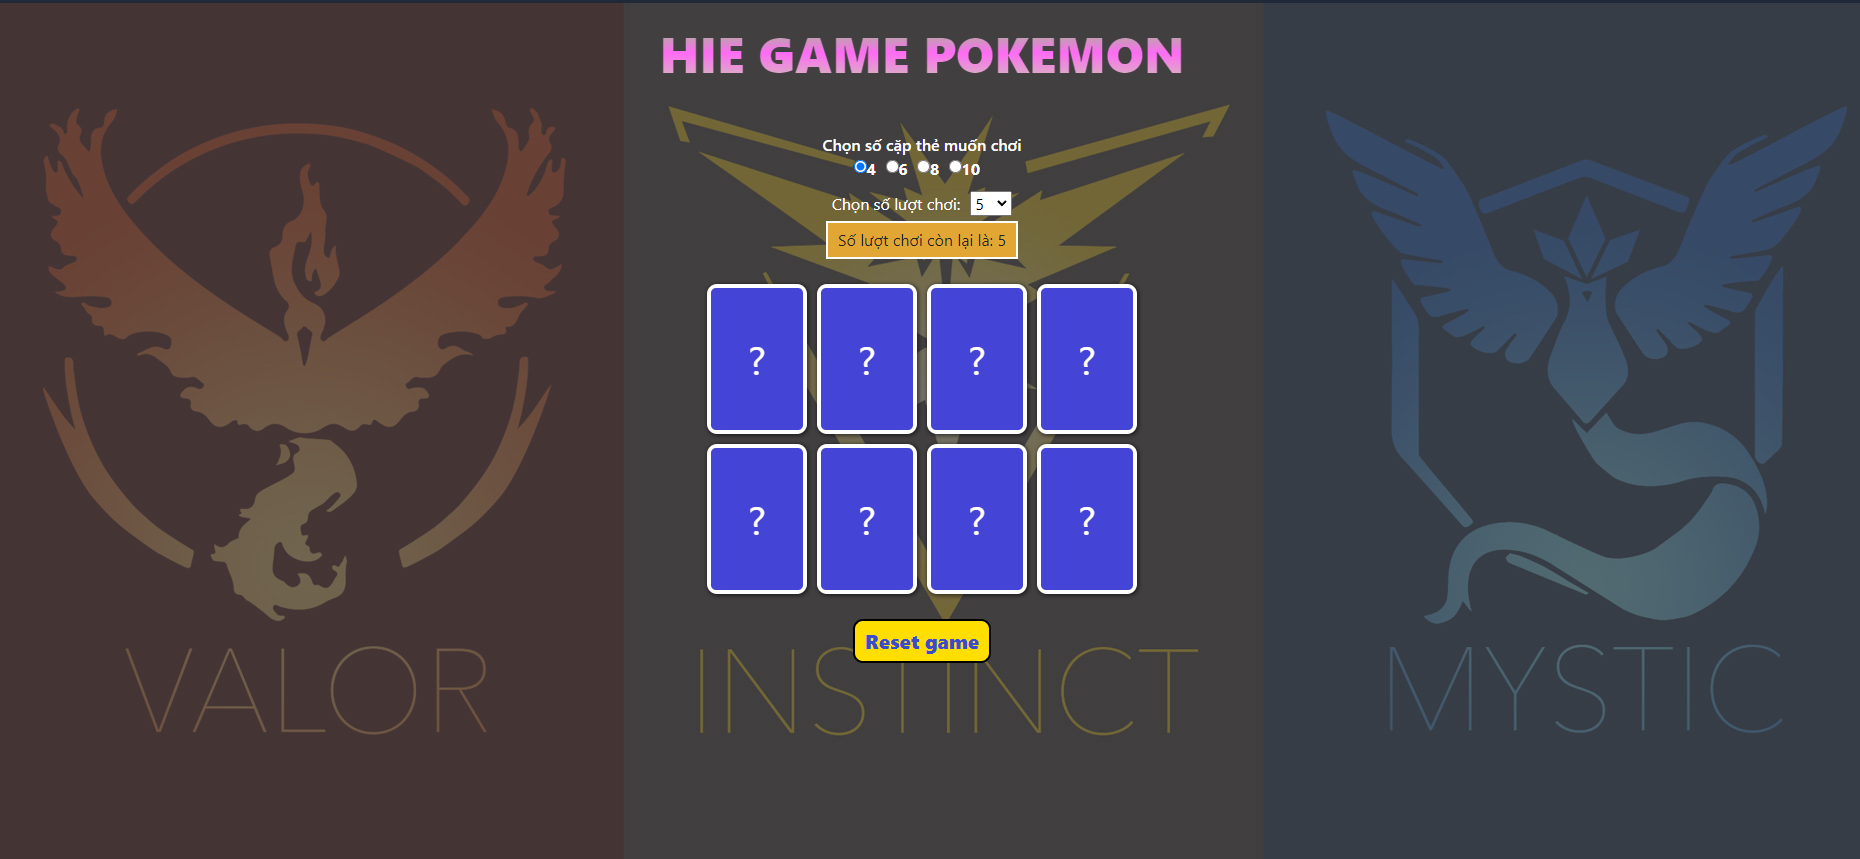 HIE GAME POKEMON
Chọn số cặp thẻ muốn chơi
4 6 8 10
Chọn số lượt chơi: 5
Số lượt chơi còn lại là: 5
? ? ? ?
? ? ? ?
Reset game
VALOR INSTINCT MYSTIC